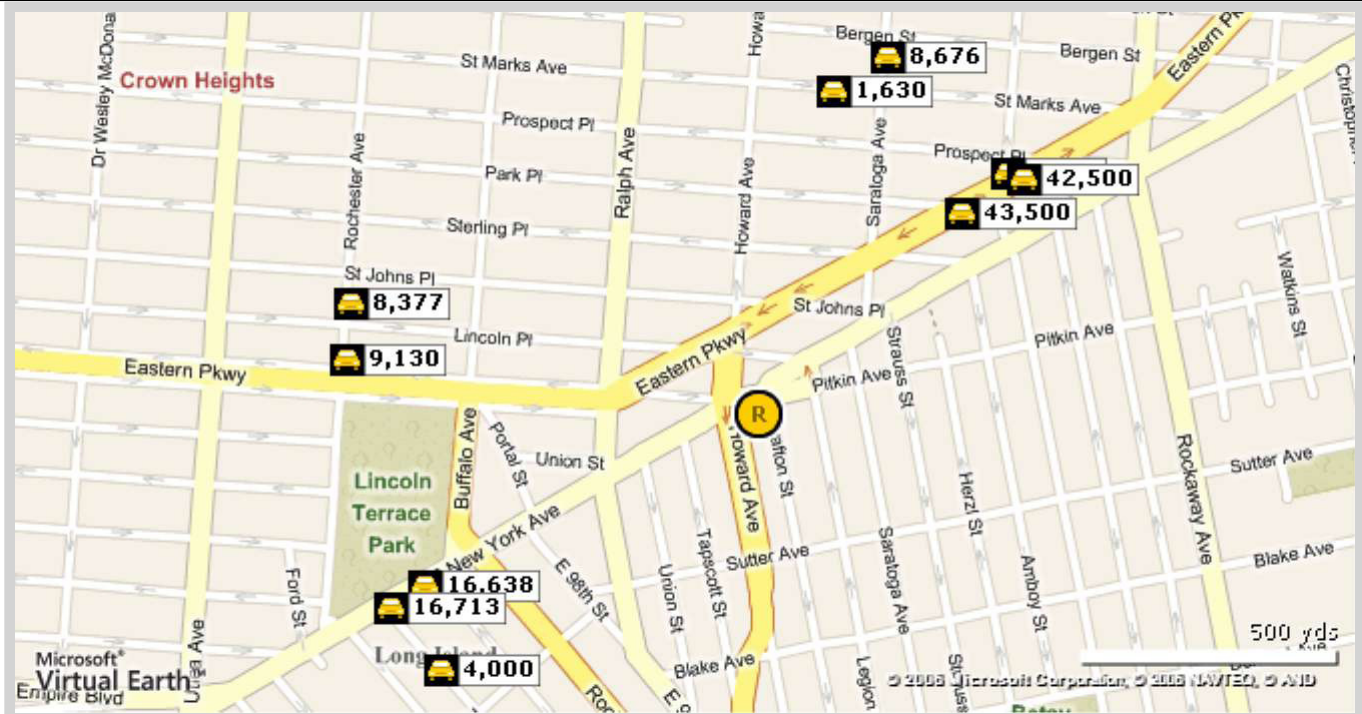 Bergen St
8,676
Bergen St
Eastern Pk
Dr Wesley McDona
Crown Heights
St Marks Ave
1,630
St Marks Ave
Prospect Pl
Prospect Pl
Rochester Ave
Ralph Ave
Howard Ave
Saratoga Ave
Park Pl
42,500
43,500
Sterling Pl
St Johns Pl
8,377
St Johns Pl
Watkins St
Lincoln Pl
Pitkin Ave
9,130
Eastern Pkwy
Eastern Pkwy
Pitkin Ave
Strauss St
R
Buffalo Ave
Portal St
Union St
Howard Ave
Rockaway Ave
Sutter Ave
Lincoln
Terrace
Park
Herzl St
New York Ave
Tapscott St
Sutter Ave
Saratoga Ave
Amboy St
Blake Ave
Ford St
E 98th St
Union St
16,638
16,713
500 yds
Long Island
4,000
Blake Ave
Legion
Utica Ave
Microsoft®
Virtual Earth™
Empire Blvd
© 2006 Microsoft Corporation, © 2006 NAVTEQ, © AND